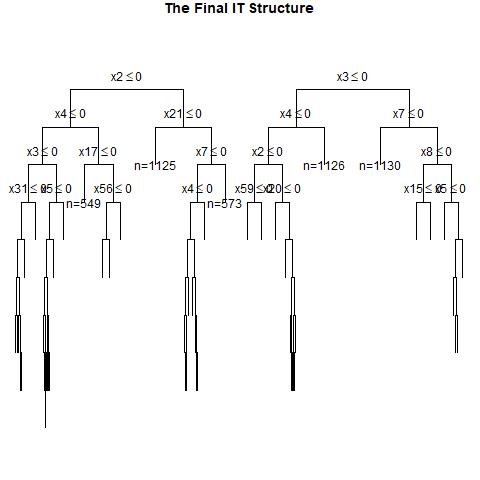 The Final IT Structure
x2 ≤ 0 x3 ≤ 0
x4 ≤ 0 x21 ≤ 0 x4 ≤ 0 x7 ≤ 0
x3 ≤ 0 x17 ≤ 0 x7 ≤ 0 x2 ≤ 0 x8 ≤ 0
n=1125 n=1126 n=1130
x31 ≤ 0 x5 ≤ 0 x56 ≤ 0 x4 ≤ 0 x59 ≤ 0 x20 ≤ 0 x15 ≤ 0 x5 ≤ 0
n=549 n=573